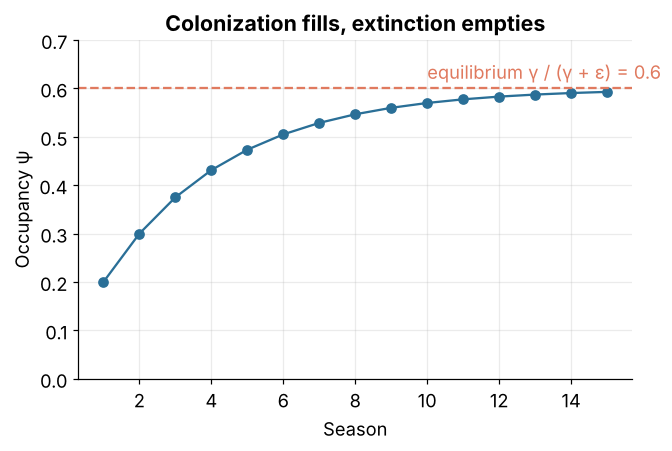 Colonization fills, extinction empties
equilibrium γ / (γ + ε) = 0.6
Occupancy ψ
0.7
0.6
0.5
0.4
0.3
0.2
0.1
0.0
2 4 6 8 10 12 14
Season